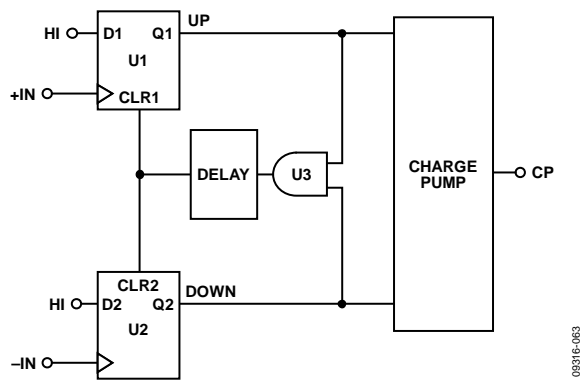 UP
HI D1 Q1
U1
+IN CLR1
DELAY U3 CHARGE PUMP CP
CLR2
DOWN
HI D2 Q2
U2
–IN
09316-063